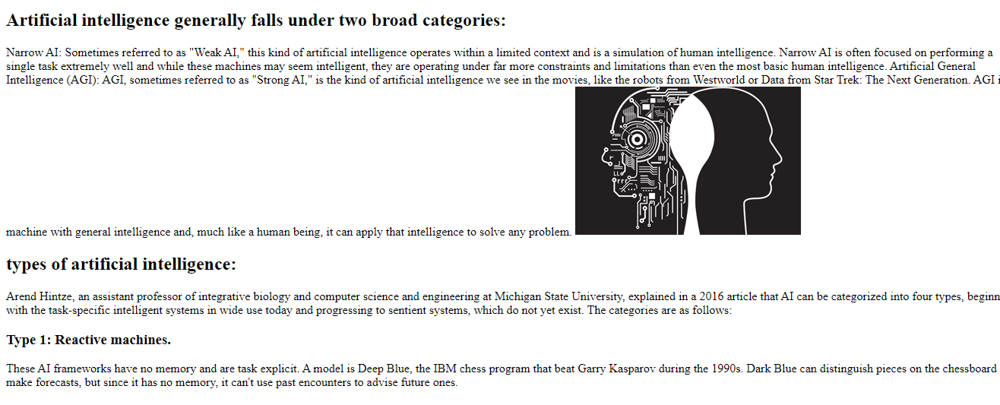 Artificial intelligence generally falls under two broad categories:
Narrow AI: Sometimes referred to as "Weak AI," this kind of artificial intelligence operates within a limited context and is a simulation of human intelligence. Narrow AI is often focused on performing a
single task extremely well and while these machines may seem intelligent, they are operating under far more constraints and limitations than even the most basic human intelligence. Artificial General
Intelligence (AGI): AGI, sometimes referred to as "Strong AI," is the kind of artificial intelligence we see in the movies, like the robots from Westworld or Data from Star Trek: The Next Generation. AGI
machine with general intelligence and, much like a human being, it can apply that intelligence to solve any problem.
types of artificial intelligence:
Arend Hintze, an assistant professor of integrative biology and computer science and engineering at Michigan State University, explained in a 2016 article that AI can be categorized into four types, beginn
with the task-specific intelligent systems in wide use today and progressing to sentient systems, which do not yet exist. The categories are as follows:
Type 1: Reactive machines.
These AI frameworks have no memory and are task explicit. A model is Deep Blue, the IBM chess program that beat Garry Kasparov during the 1990s. Dark Blue can distinguish pieces on the chessboard
make forecasts, but since it has no memory, it can't use past encounters to advise future ones.